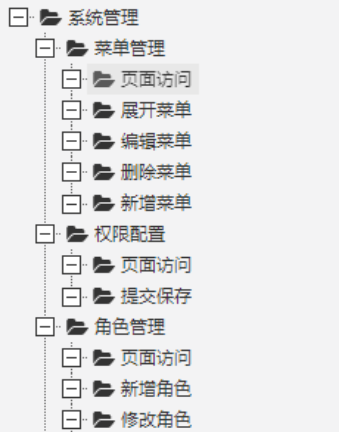 系统管理
菜单管理
页面访问
展开菜单
编辑菜单
删除菜单
新增菜单
权限配置
页面访问
提交保存
角色管理
页面访问
新增角色
修改角色